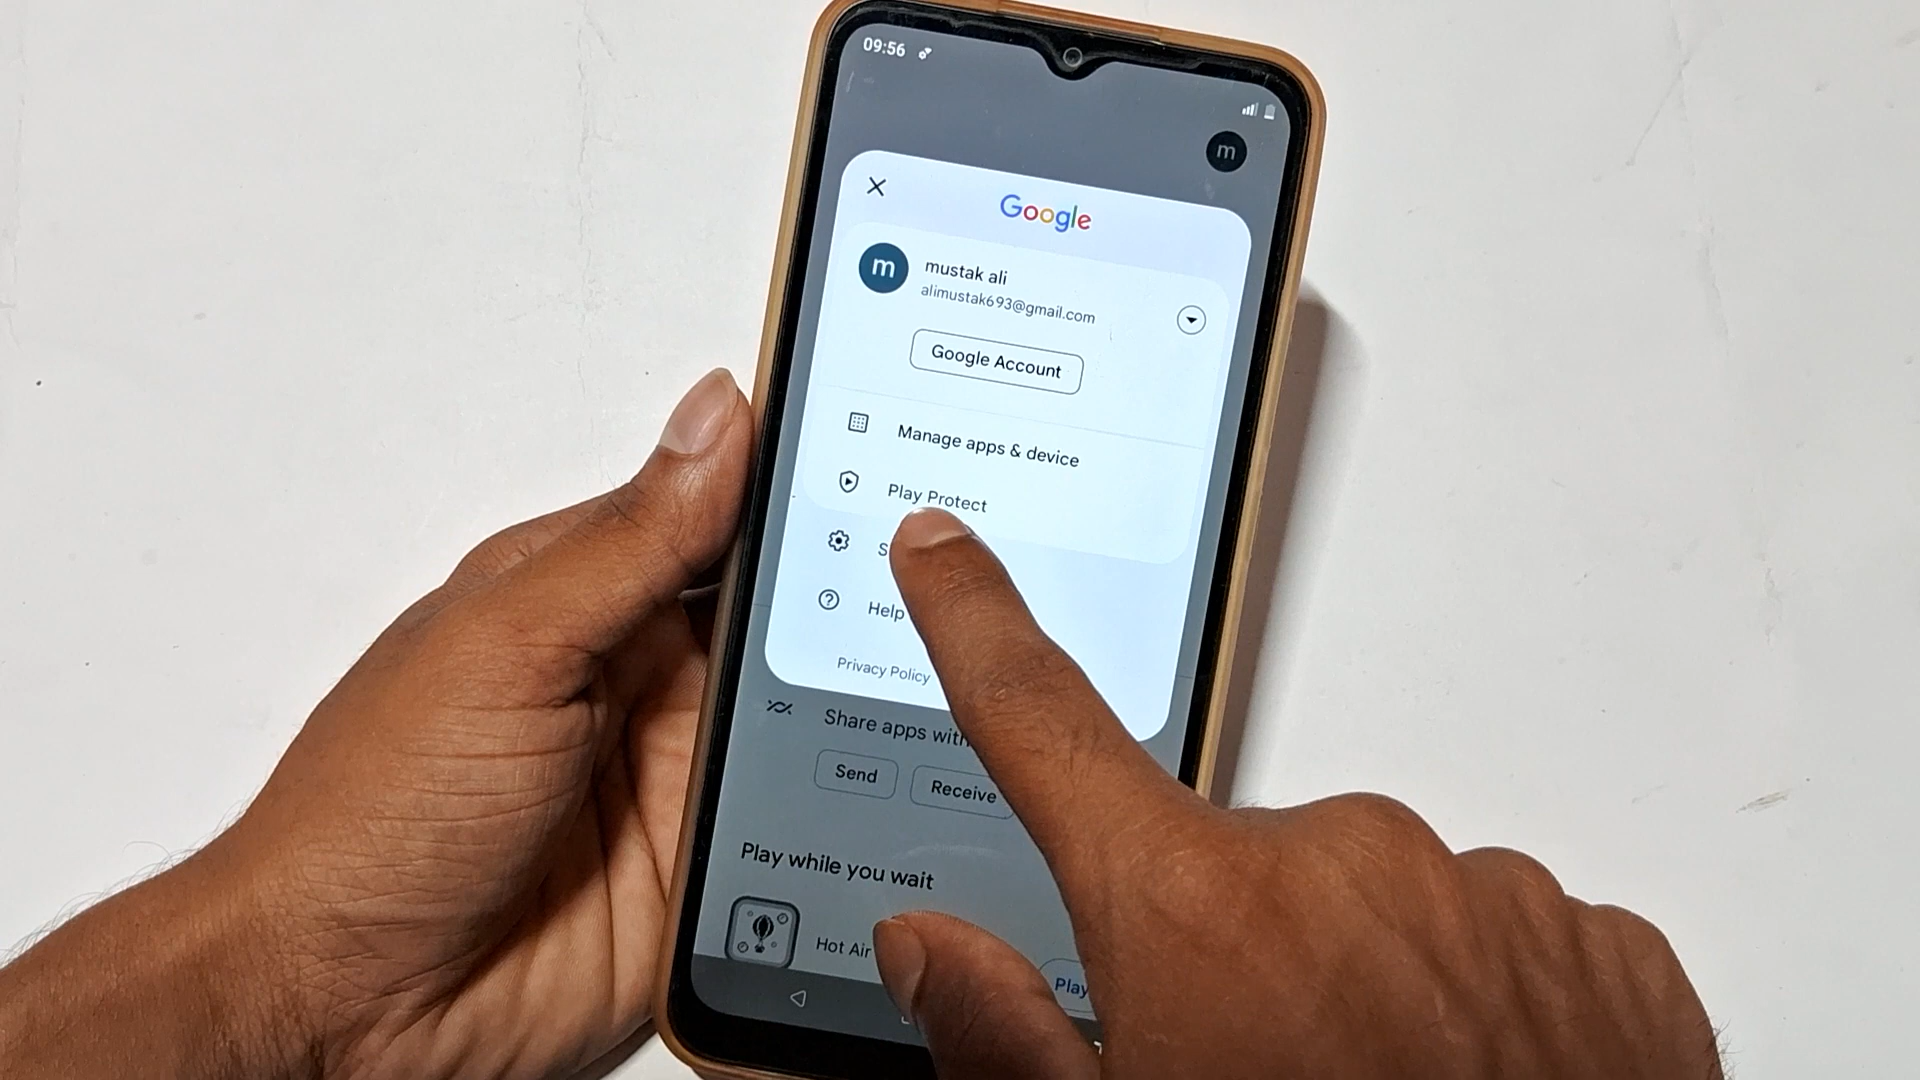 09:56
m
Google
m
mustak ali
alimustak693@gmail.com
Google Account
Manage apps & device
Play Protect
S
Help
Privacy Policy
Share apps with
Send
Receive
Play while you wait
Hot Air
Play